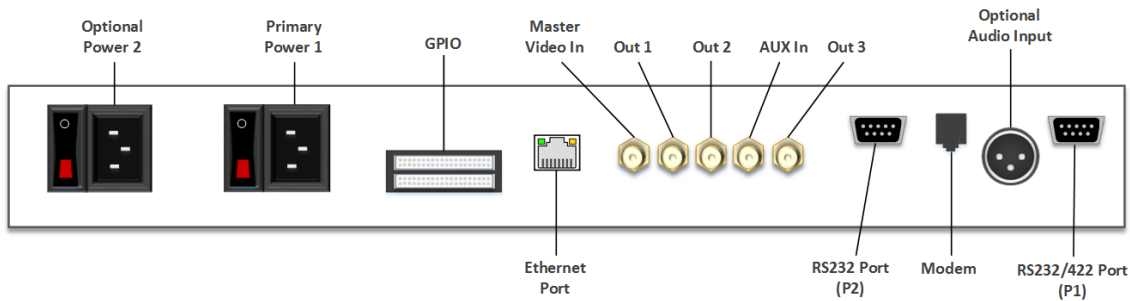 Optional
Power 2
Primary
Power 1
GPIO
Master
Video In
Out 1
Out 2
AUX In
Out 3
Optional
Audio Input
Ethernet
Port
RS232 Port
(P2)
Modem
RS232/422 Port
(P1)